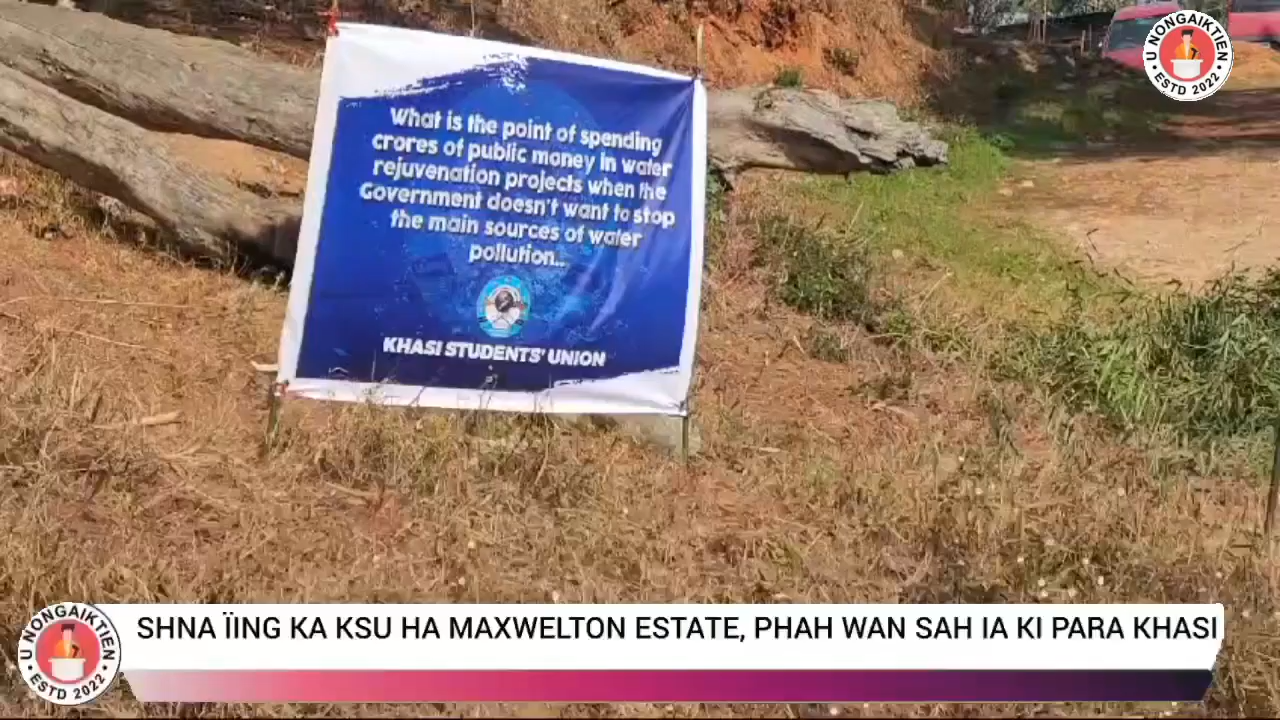 U NONGAIKTIEN
ESTD 2022
What is the point of spending
crores of public money in water
rejuvenation projects when the
Government doesn't want to stop
the main sources of water
pollution..
KHASI STUDENTS' UNION
U NONGAIKTIEN
ESTD 2022
SHNA ÏING KA KSU HA MAXWELTON ESTATE, PHAH WAN SAH IA KI PARA KHASI